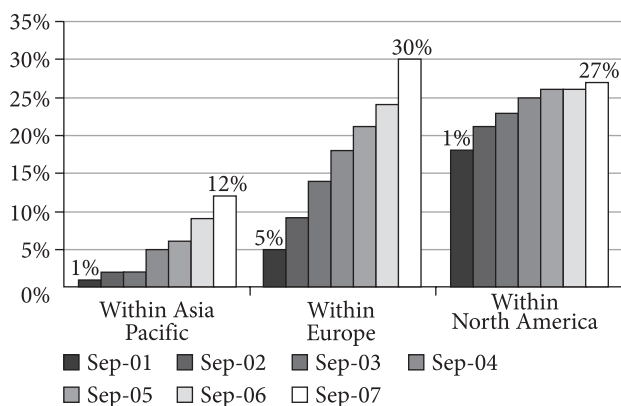 35%
30%
25%
20%
15%
10%
5%
0%
1%
12%
5%
30%
1%
27%
Within Asia
Pacific
Within
Europe
Within
North America
Sep-01 Sep-02 Sep-03 Sep-04
Sep-05 Sep-06 Sep-07